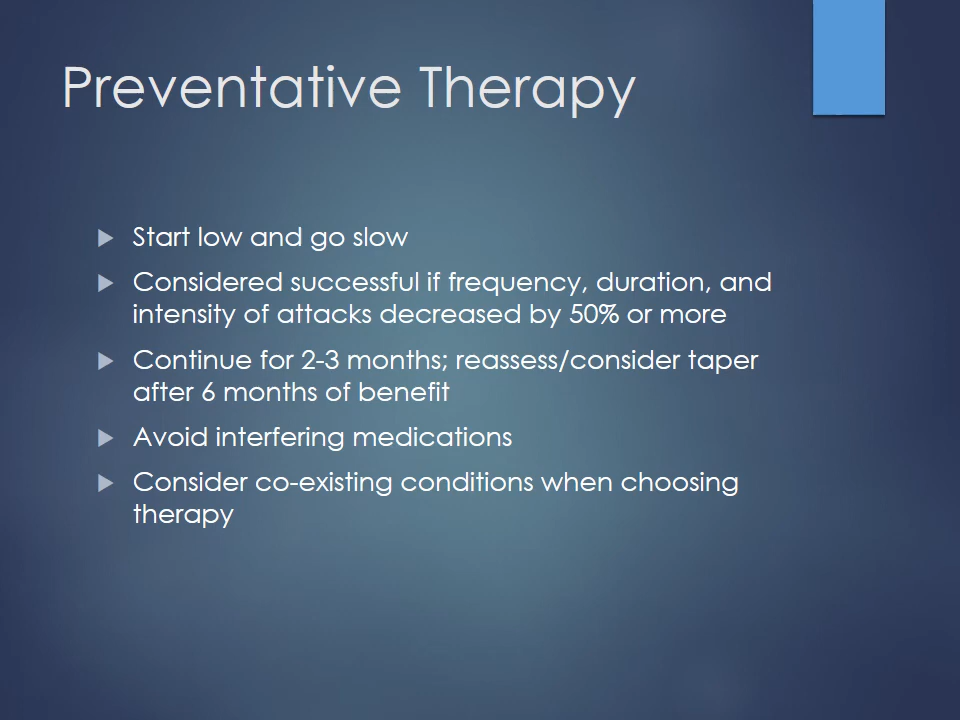 Preventative Therapy
Start low and go slow
Considered successful if frequency, duration, and
intensity of attacks decreased by 50% or more
Continue for 2-3 months; reassess/consider taper
after 6 months of benefit
Avoid interfering medications
Consider co-existing conditions when choosing
therapy